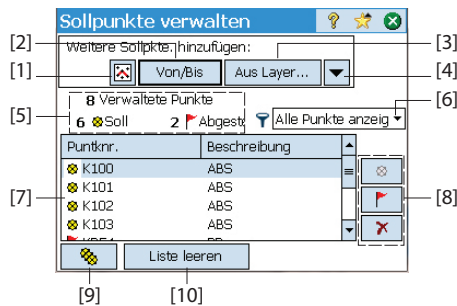 Sollpunkte verwalten
[2]
Weitere Sollpkte. hinzufügen:
[3]
[1]
Von/Bis
Aus Layer...
[4]
8 Verwaltete Punkte
[6]
[5]
6 Soll
2 Abgest
Alle Punkte anzeig
Puntknr.
Beschreibung
K100
ABS
K101
ABS
[7]
K102
ABS
[8]
K103
ABS
Liste leeren
[9]
[10]